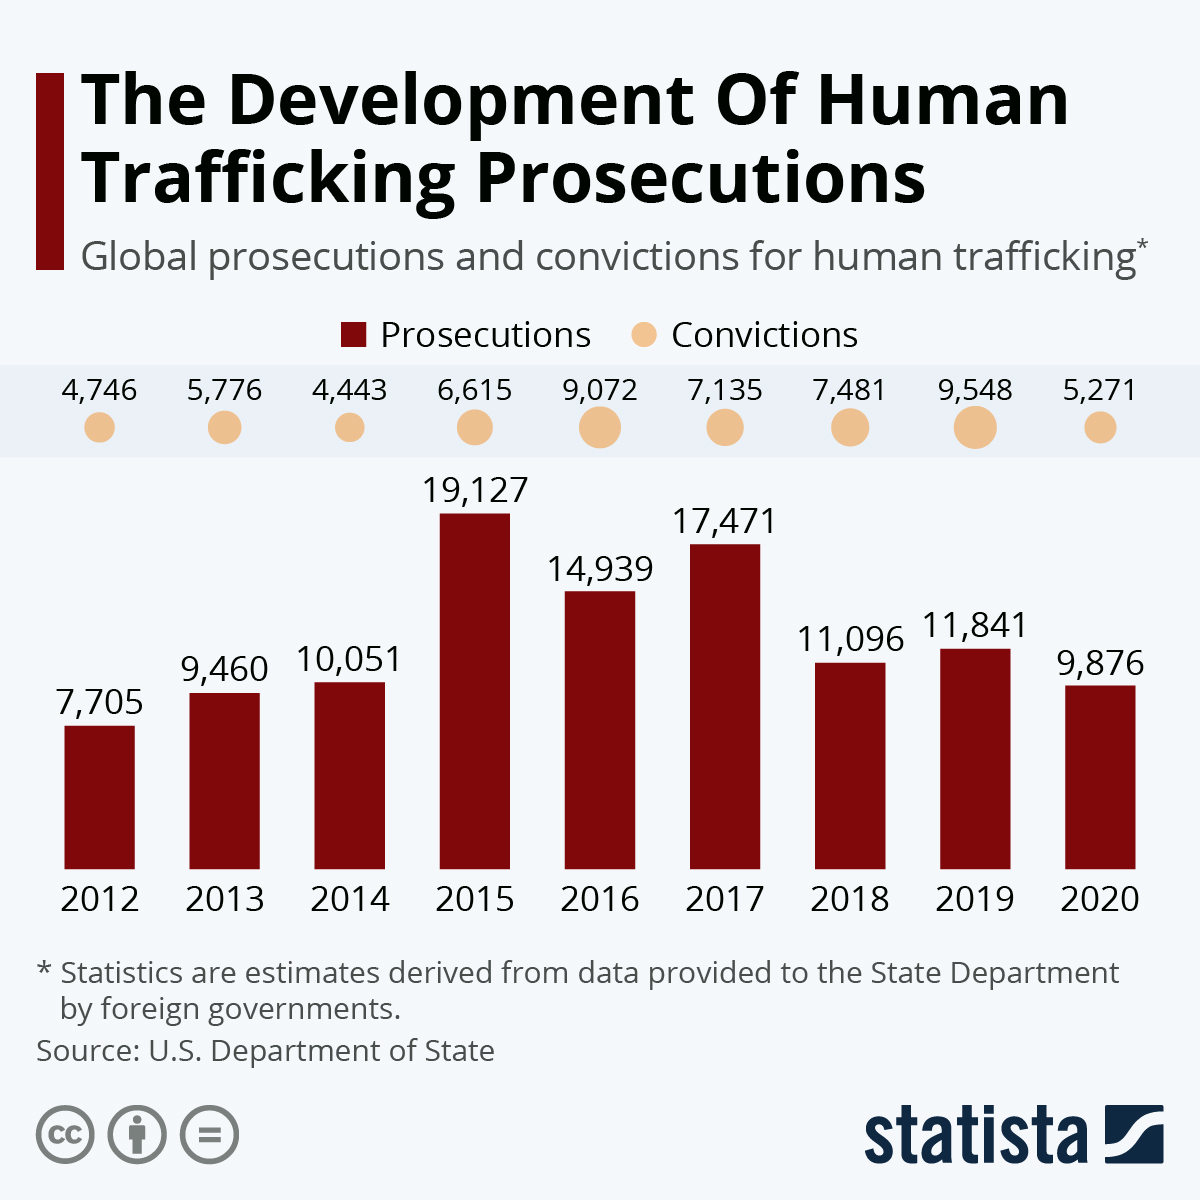 The Development Of Human
Trafficking Prosecutions
Global prosecutions and convictions for human trafficking*
Prosecutions Convictions
4,746 5,776 4,443 6,615 9,072 7,135 7,481 9,548 5,271
19,127
17,471
14,939
11,096 11,841
7,705 9,460 10,051 9,876
2012 2013 2014 2015 2016 2017 2018 2019 2020
* Statistics are estimates derived from data provided to the State Department
by foreign governments.
Source: U.S. Department of State
cc =
statista